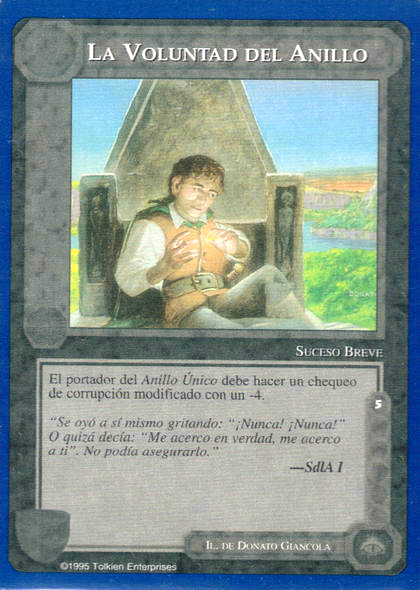 La Voluntad del Anillo
Suceso Breve
El portador del Anillo Único debe hacer un chequeo
de corrupción modificado con un -4.
5
“Se oyó a sí mismo gritando: “¡Nunca! ¡Nunca!”
O quizá decía: “Me acerco en verdad, me acerco
a ti”. No podía asegurarlo.”
—SdlA I
Il. de Donato Giancola
©1995 Tolkien Enterprises